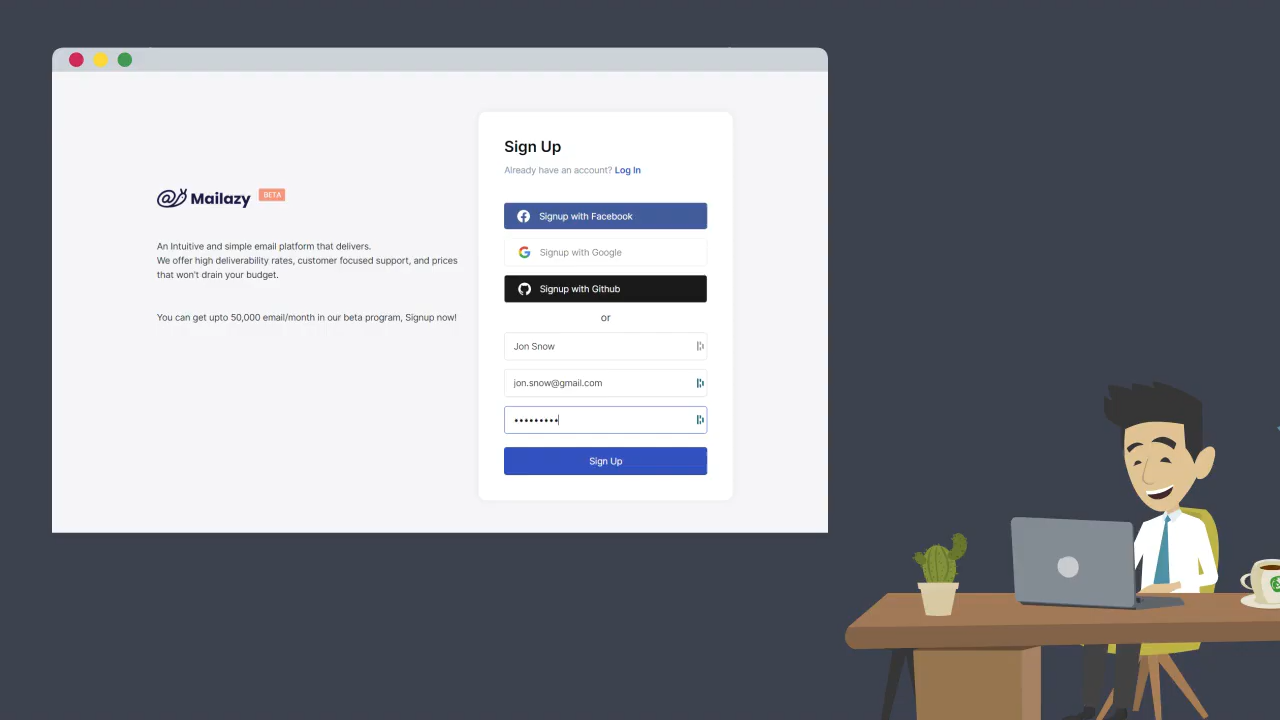 Mailazy BETA
An Intuitive and simple email platform that delivers.
We offer high deliverability rates, customer focused support, and prices
that won't drain your budget.
You can get upto 50,000 email/month in our beta program, Signup now!
Sign Up
Already have an account? Log In
Signup with Facebook
Signup with Google
Signup with Github
or
Jon Snow
jon.snow@gmail.com
•••••••••
Sign Up